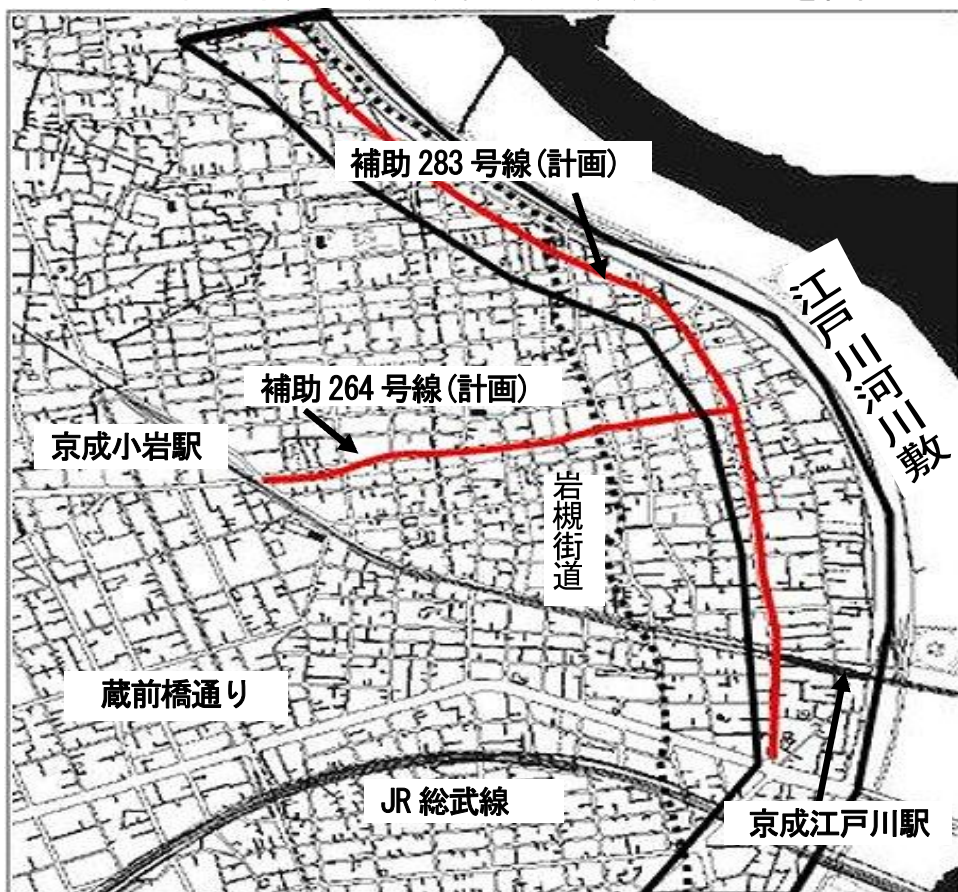 補助 283 号線(計画)
江戸川河川敷
補助 264 号線(計画)
京成小岩駅
岩槻街道
蔵前橋通り
JR 総武線
京成江戸川駅